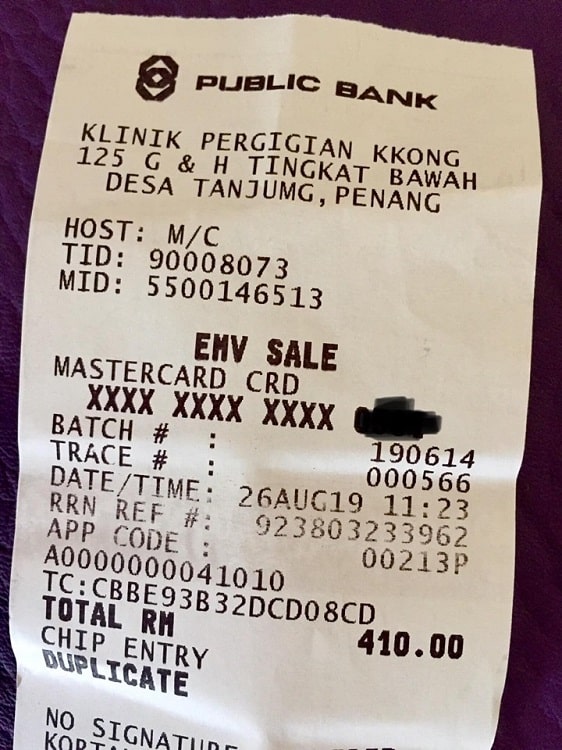 PUBLIC BANK
KLINIK PERGIGIAN KKONG
125 G & H TINGKAT BAWAH
DESA TANJUMG, PENANG
HOST: M/C
TID: 90008073
MID: 5500146513
EMV SALE
MASTERCARD CRD
XXXX XXXX XXXX
BATCH # : 190614
TRACE # : 000566
DATE/TIME: 26AUG19 11:23
RRN REF #: 923803233962
APP CODE : 00213P
A0000000041010
TC:CBBE93B32DCD08CD
TOTAL RM 410.00
CHIP ENTRY
DUPLICATE
NO SIGNATURE